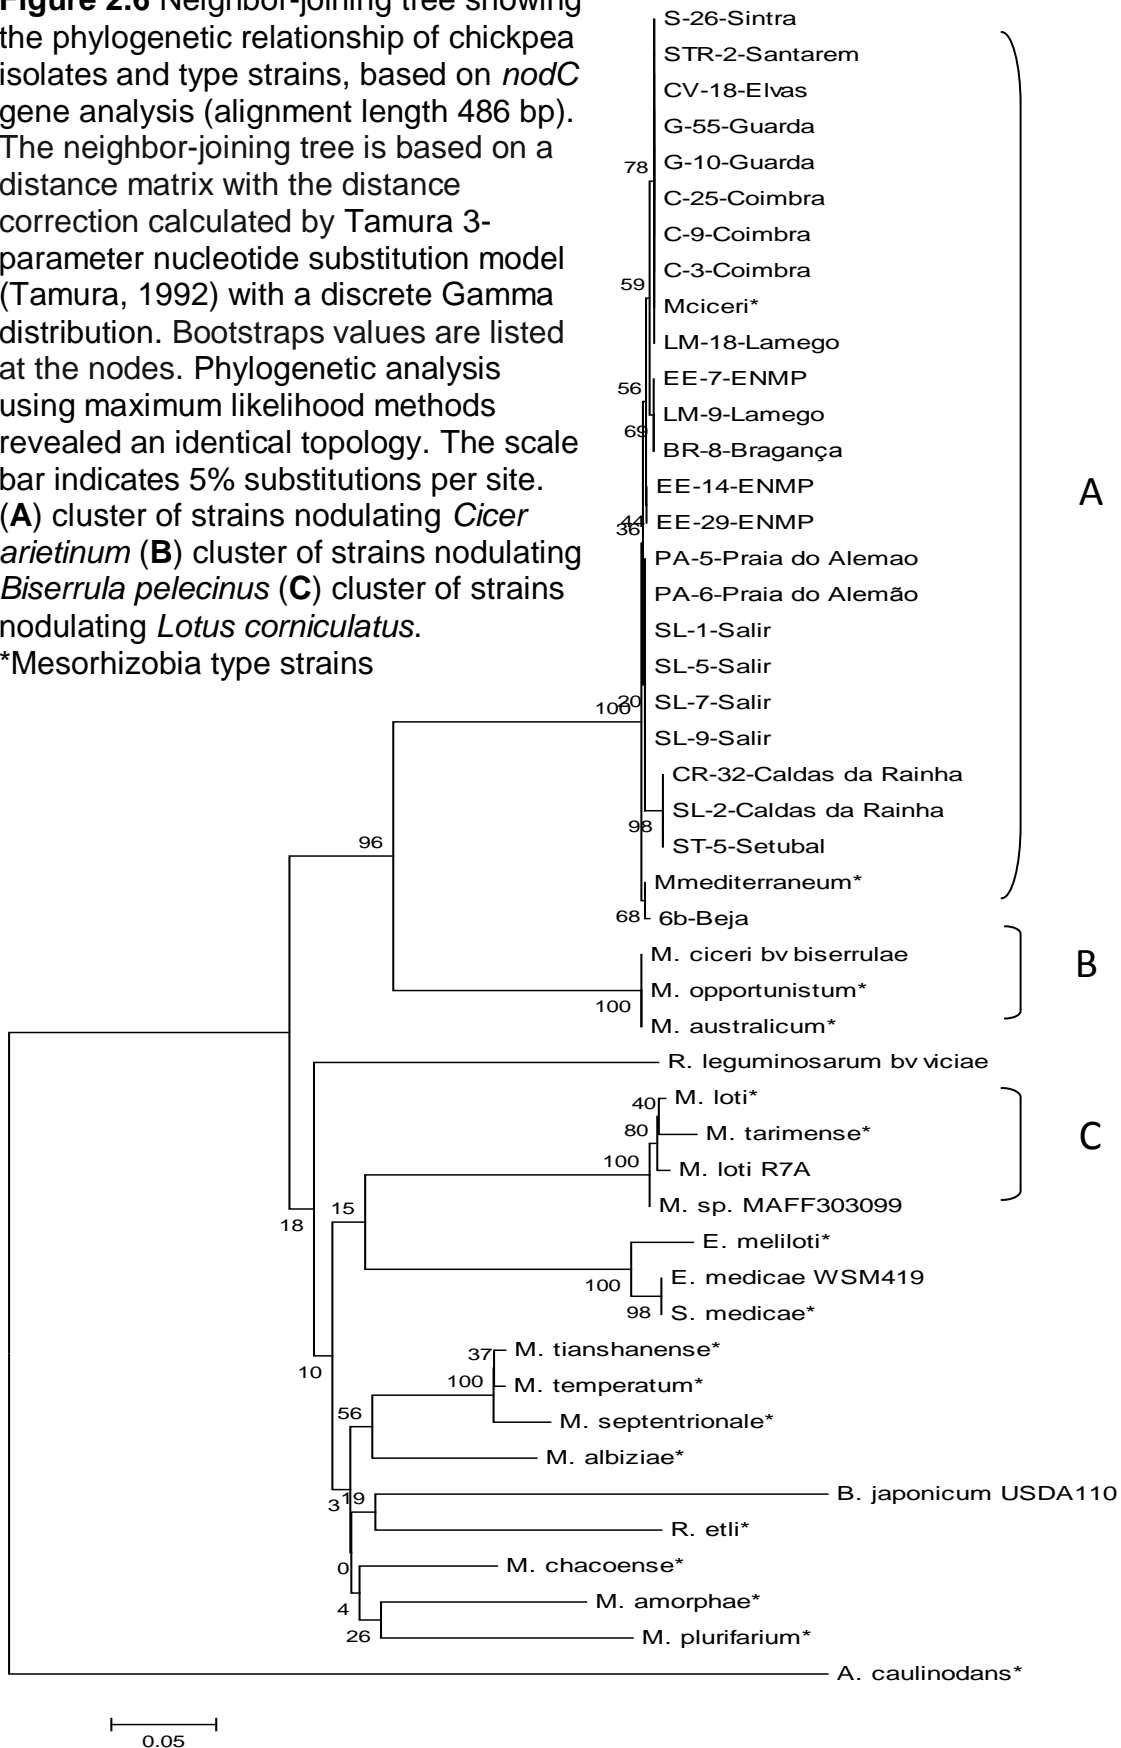 Figure 2.6 Neighbor-joining tree showing
the phylogenetic relationship of chickpea
isolates and type strains, based on nodC
gene analysis (alignment length 486 bp).
The neighbor-joining tree is based on a
distance matrix with the distance
correction calculated by Tamura 3-
parameter nucleotide substitution model
(Tamura, 1992) with a discrete Gamma
distribution. Bootstraps values are listed
at the nodes. Phylogenetic analysis
using maximum likelihood methods
revealed an identical topology. The scale
bar indicates 5% substitutions per site.
(A) cluster of strains nodulating Cicer
arietinum (B) cluster of strains nodulating
Biserrula pelecinus (C) cluster of strains
nodulating Lotus corniculatus.
*Mesorhizobia type strains
S-26-Sintra
STR-2-Santarem
CV-18-Elvas
G-55-Guarda
78
G-10-Guarda
C-25-Coimbra
C-9-Coimbra
C-3-Coimbra
59
Mciceri*
LM-18-Lamego
EE-7-ENMP
56
LM-9-Lamego
69
BR-8-Bragança
EE-14-ENMP
A
EE-29-ENMP
44
36
PA-5-Praia do Alemao
PA-6-Praia do Alemão
SL-1-Salir
SL-5-Salir
SL-7-Salir
20
100
SL-9-Salir
CR-32-Caldas da Rainha
SL-2-Caldas da Rainha
98
ST-5-Setubal
96
Mmediterraneum*
68
6b-Beja
M. ciceri bv biserrulae
B
M. opportunistum*
100
M. australicum*
R. leguminosarum bv viciae
M. loti*
40
80
M. tarimense*
C
100
M. loti R7A
M. sp. MAFF303099
15
18
E. meliloti*
E. medicae WSM419
100
98
S. medicae*
37
M. tianshanense*
10
100
M. temperatum*
56
M. septentrionale*
M. albiziae*
B. japonicum USDA110
3
19
R. etli*
0
M. chacoense*
M. amorphae*
4
26
M. plurifarium*
A. caulinodans*
0.05